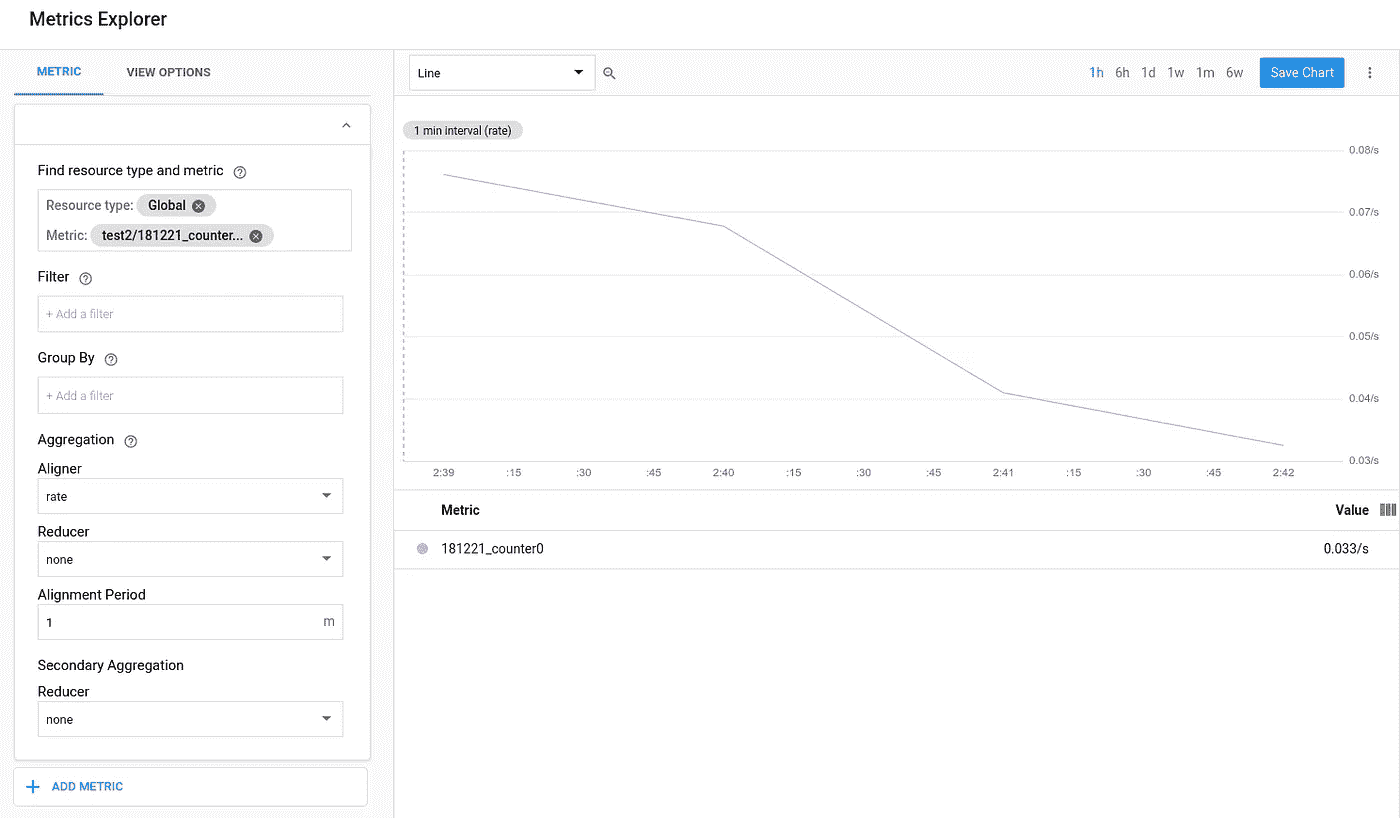 Metrics Explorer
METRIC VIEW OPTIONS
Find resource type and metric ?
Resource type: Global
Metric: test2/181221_counter...
Filter ?
+ Add a filter
Group By ?
+ Add a filter
Aggregation ?
Aligner
rate
Reducer
none
Alignment Period
1 m
Secondary Aggregation
Reducer
none
+ ADD METRIC
Line 1h 6h 1d 1w 1m 6w Save Chart
1 min interval (rate)
0.08/s
0.07/s
0.06/s
0.05/s
0.04/s
0.03/s
2:39 :15 :30 :45 2:40 :15 :30 :45 2:41 :15 :30 :45 2:42
Metric Value
181221_counter0 0.033/s